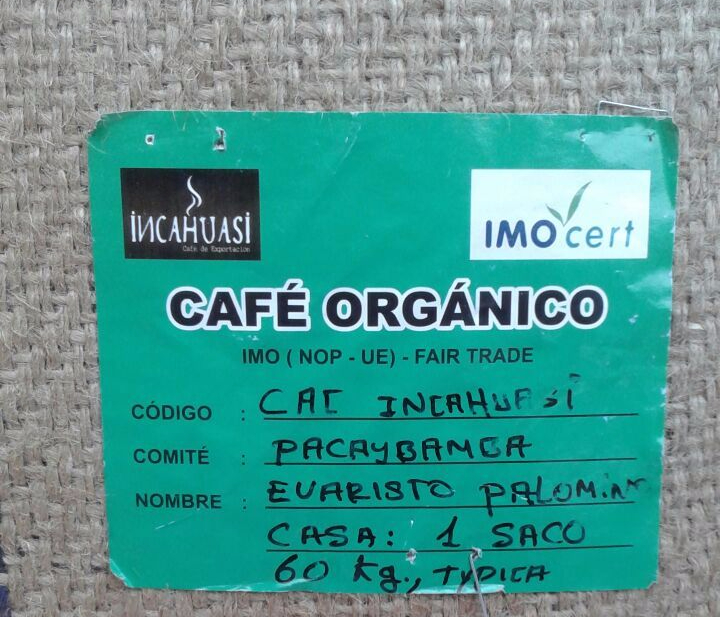 INCAHUASI
Café de Exportación
IMOcert
CAFÉ ORGÁNICO
IMO ( NOP - UE) - FAIR TRADE
CÓDIGO : CAC INCAHUASI
COMITÉ : PACAYBAMBA
NOMBRE : EVARISTO PALOMINO
CASA: 1 SACO
60 kg., TYPICA